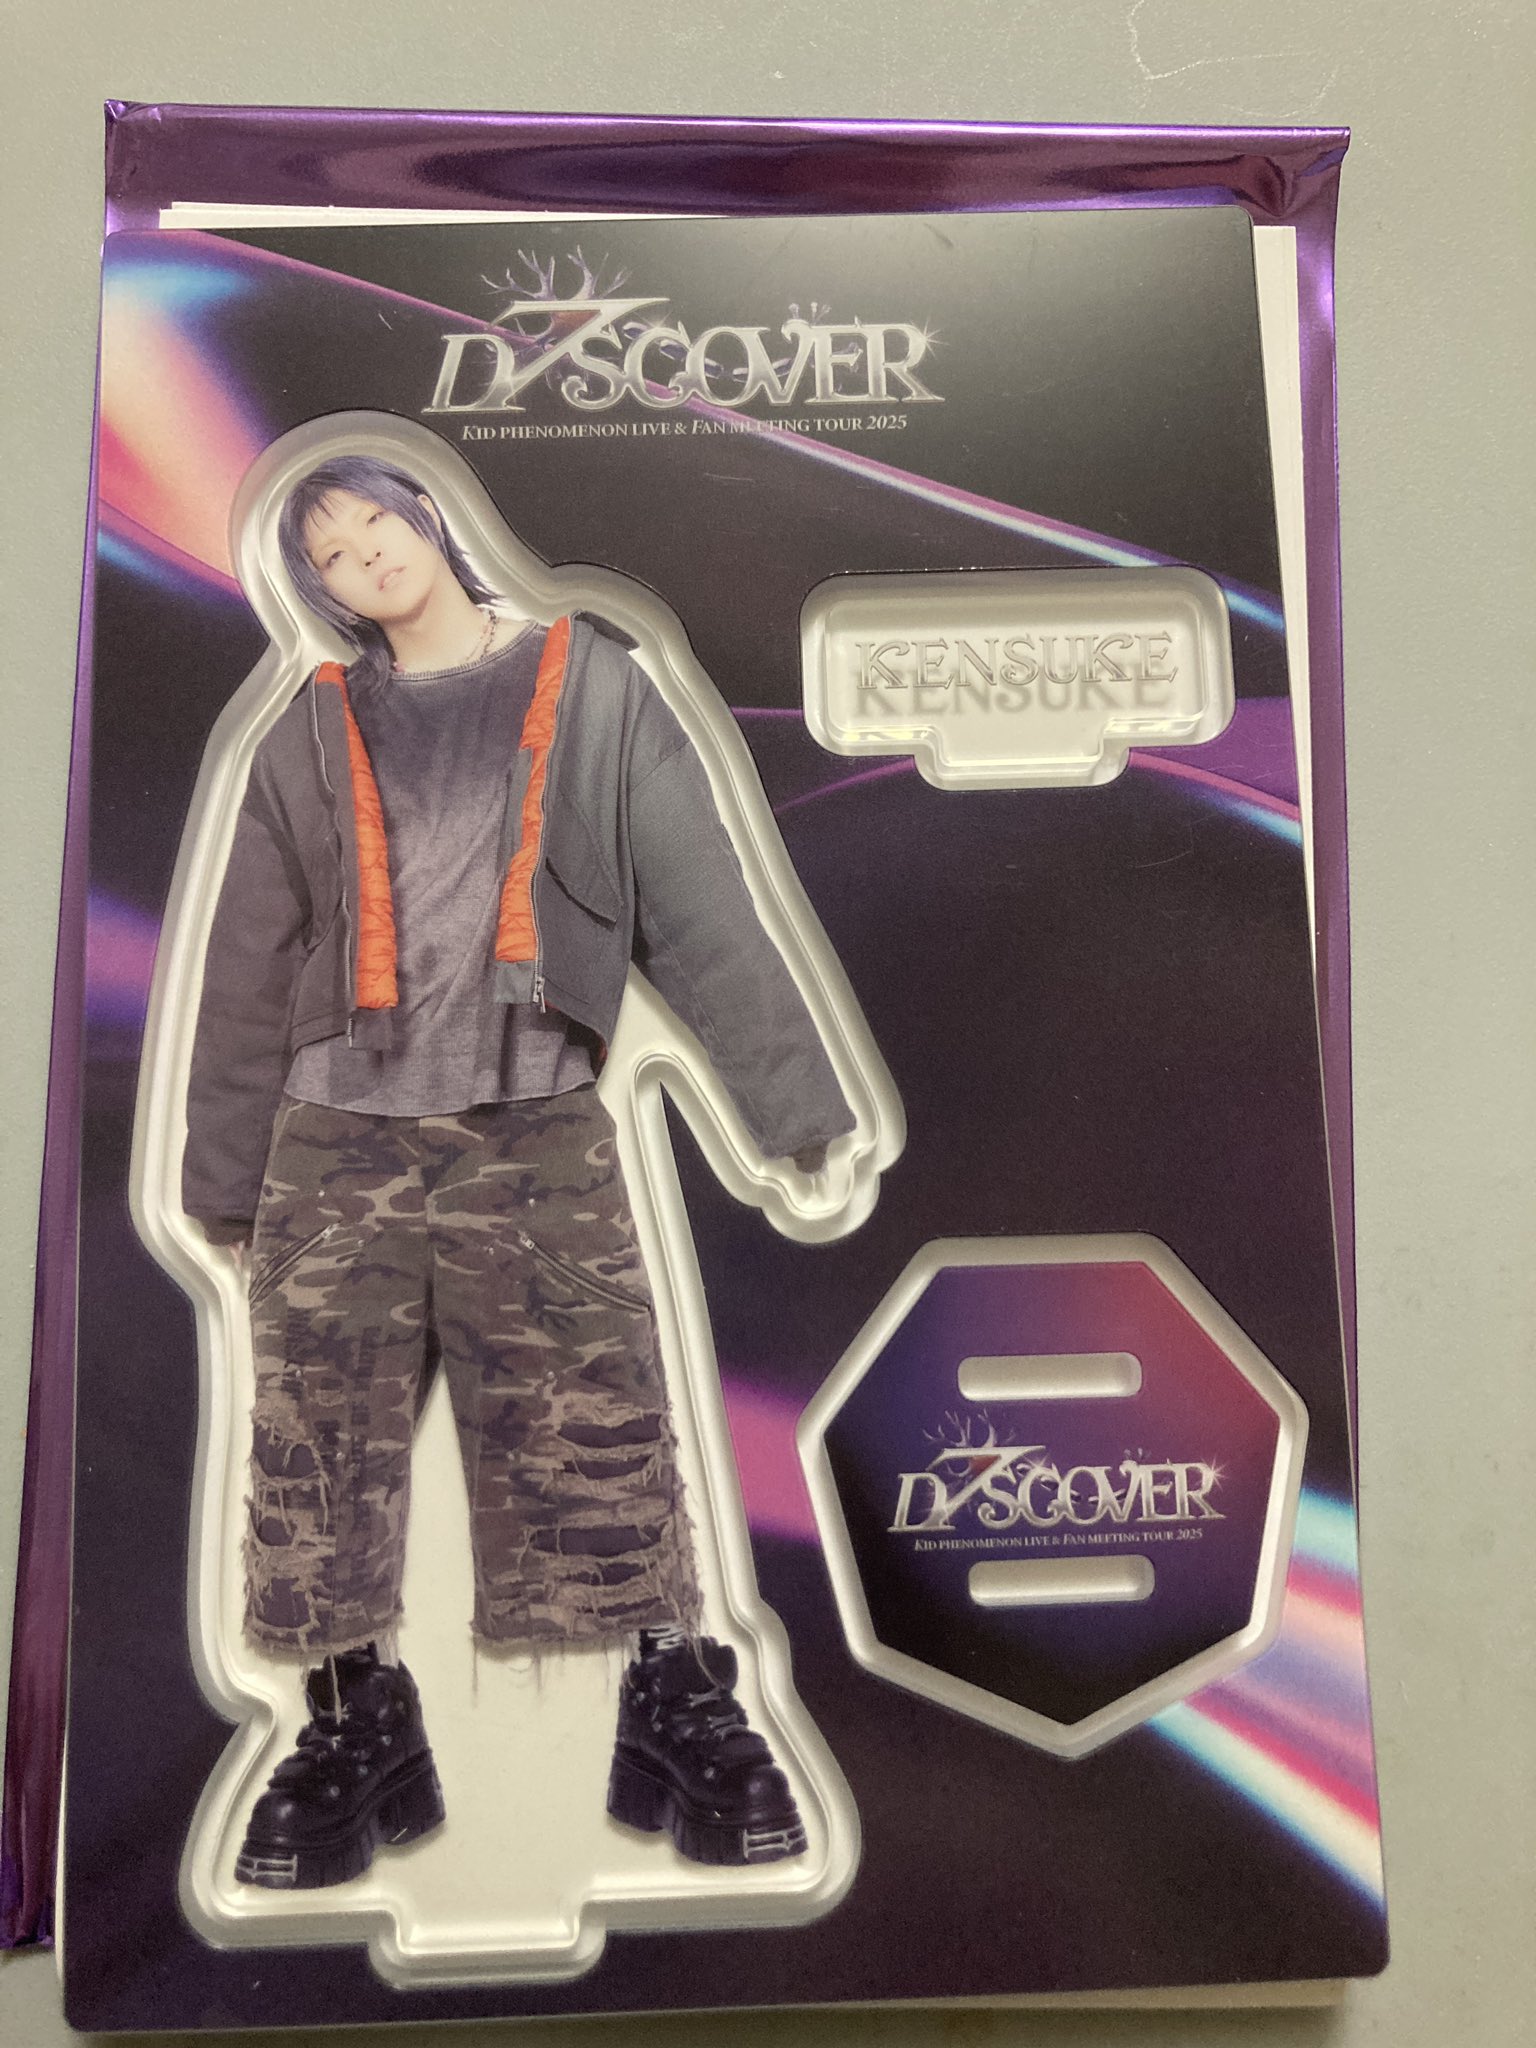 D7SCOVER
KID PHENOMENON LIVE & FAN MEETING TOUR 2025
KENSUKE
D7SCOVER
KID PHENOMENON LIVE & FAN MEETING TOUR 2025